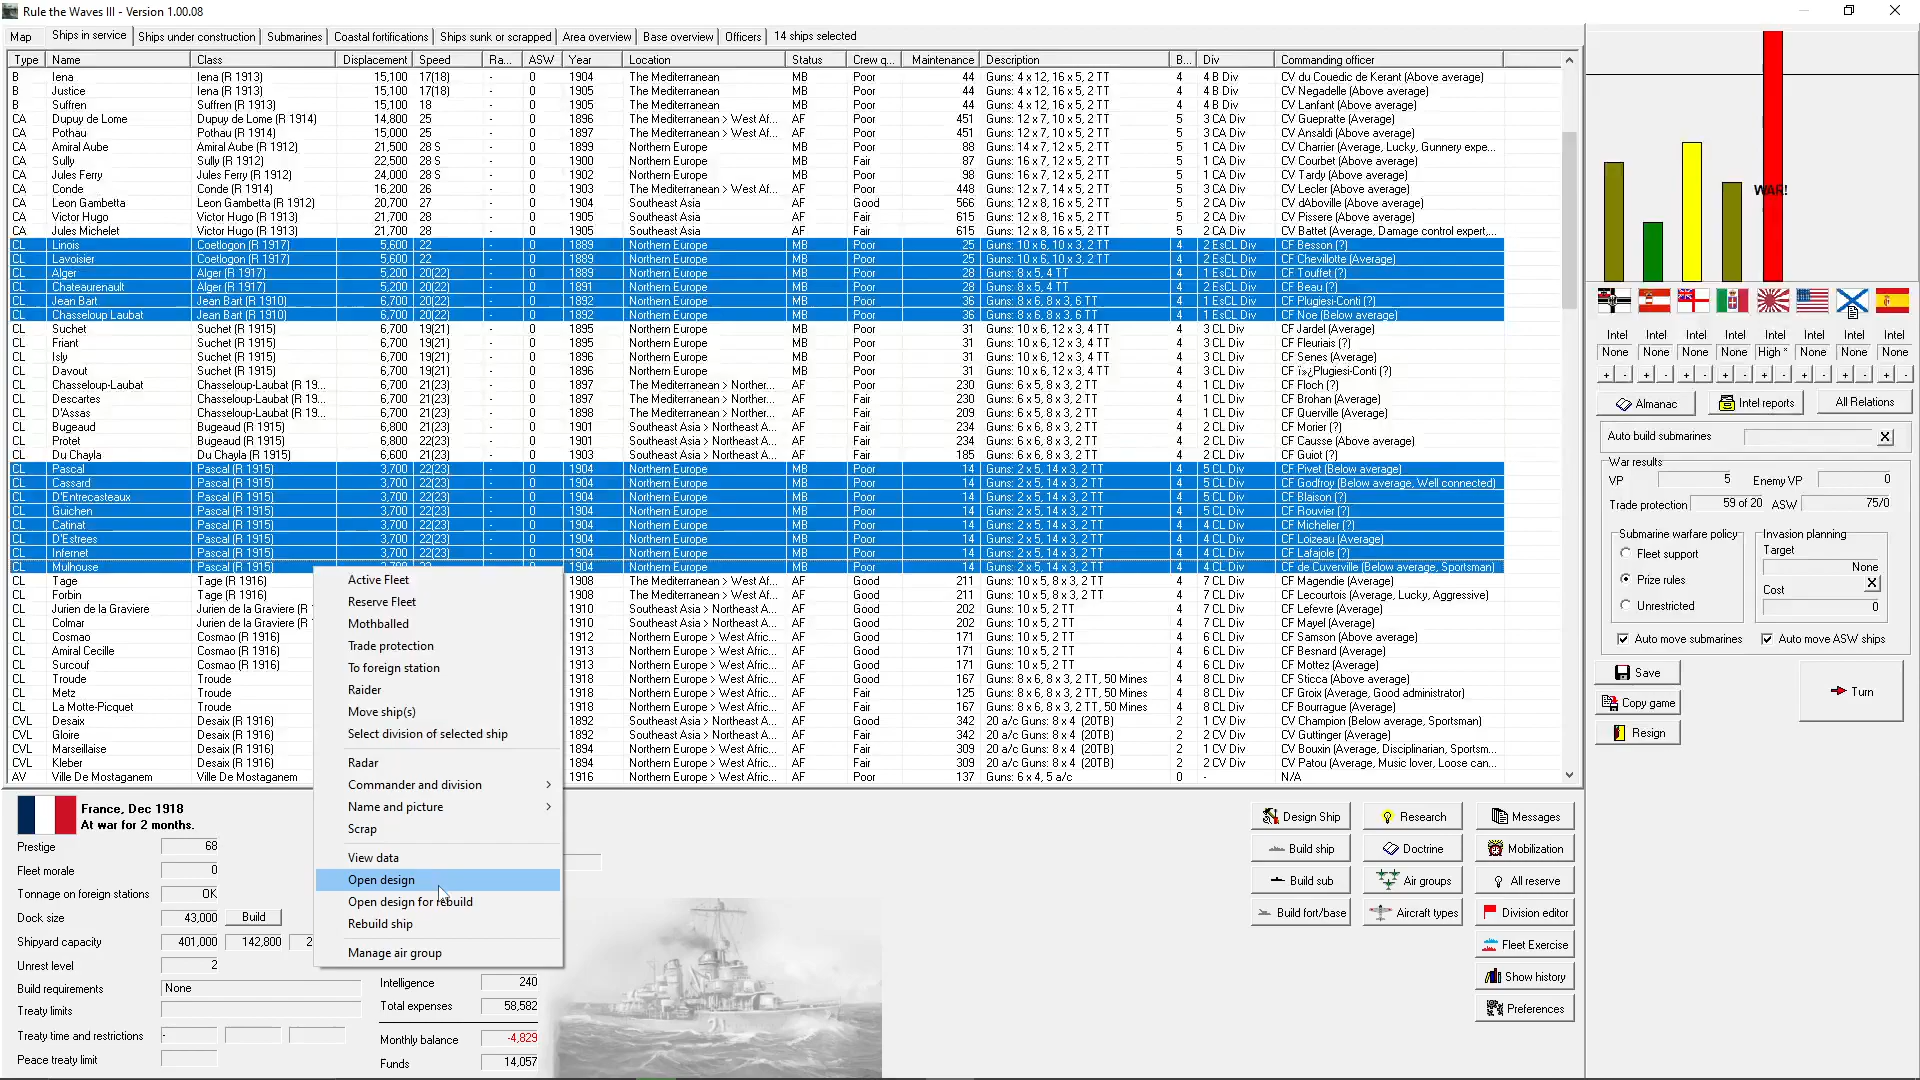 Rule the Waves III - Version 1.00.08
Map Ships in service Ships under construction Submarines Coastal fortifications Ships sunk or scrapped Area overview Base overview Officers 14 ships selected
Type Name Class Displacement Speed Ra... ASW Year Location Status Crew q... Maintenance Description B... Div Commanding officer
B Iena Iena (R 1913) 15,100 17(18) - 0 1904 The Mediterranean MB Poor 44 Guns: 4 x 12, 16 x 5, 2 TT 4 4 B Div CV du Couedic de Kerant (Above average)
B Justice Iena (R 1913) 15,100 17(18) - 0 1905 The Mediterranean MB Poor 44 Guns: 4 x 12, 16 x 5, 2 TT 4 4 B Div CV Negadelle (Above average)
B Suffren Iena (R 1913) 15,100 18 - 0 1905 The Mediterranean MB Poor 44 Guns: 4 x 12, 16 x 5, 2 TT 4 4 B Div CV Lanfant (Above average)
CA Dupuy de Lome Dupuy de Lome (R 1914) 14,800 25 - 0 1896 The Mediterranean > West Af... AF Poor 451 Guns: 12 x 7, 10 x 5, 2 TT 5 3 CA Div CV Guepratte (Average)
CA Pothau Pothau (R 1914) 15,000 25 - 0 1897 The Mediterranean > West Af... AF Poor 451 Guns: 12 x 7, 10 x 5, 2 TT 5 3 CA Div CV Ansaldi (Above average)
CA Amiral Aube Amiral Aube (R 1912) 21,500 28 S - 0 1899 Northern Europe MB Poor 88 Guns: 14 x 7, 12 x 5, 2 TT 5 1 CA Div CV Charrier (Average, Lucky, Gunnery expe...
CA Sully Sully (R 1912) 22,500 28 S - 0 1900 Northern Europe MB Fair 87 Guns: 16 x 7, 12 x 5, 2 TT 5 1 CA Div CV Courbet (Above average)
CA Jules Ferry Jules Ferry (R 1912) 24,000 28 S - 0 1902 Northern Europe MB Poor 98 Guns: 16 x 7, 12 x 5, 2 TT 5 1 CA Div CV Tardy (Above average)
CA Conde Conde (R 1914) 16,200 26 - 0 1903 The Mediterranean > West Af... AF Poor 448 Guns: 12 x 7, 14 x 5, 2 TT 5 3 CA Div CV Lecler (Above average)
CA Leon Gambetta Leon Gambetta (R 1912) 20,700 27 - 0 1904 Southeast Asia AF Good 566 Guns: 12 x 8, 16 x 5, 2 TT 5 2 CA Div CV dAboville (Above average)
CA Victor Hugo Victor Hugo (R 1913) 21,700 28 - 0 1904 Southeast Asia AF Fair 615 Guns: 12 x 8, 16 x 5, 2 TT 5 2 CA Div CV Pissere (Above average)
CA Jules Michelet Victor Hugo (R 1913) 21,700 28 - 0 1904 Southeast Asia AF Fair 615 Guns: 12 x 8, 16 x 5, 2 TT 5 2 CA Div CV Battet (Average, Damage control expert,...
CL Linois Coetlogon (R 1917) 5,600 22 - 0 1889 Northern Europe MB Poor 25 Guns: 10 x 6, 10 x 3, 2 TT 4 2 EsCL Div CF Besson (?)
CL Lavoisier Coetlogon (R 1917) 5,600 22 - 0 1889 Northern Europe MB Poor 25 Guns: 10 x 6, 10 x 3, 2 TT 4 2 EsCL Div CF Chevillotte (Average)
CL Alger Alger (R 1917) 5,200 20(22) - 0 1889 Northern Europe MB Poor 28 Guns: 8 x 5, 4 TT 4 1 EsCL Div CF Touffet (?)
CL Chateaurenault Alger (R 1917) 5,200 20(22) - 0 1891 Northern Europe MB Poor 28 Guns: 8 x 5, 4 TT 4 2 EsCL Div CF Beau (?)
CL Jean Bart Jean Bart (R 1910) 6,700 20(22) - 0 1892 Northern Europe MB Poor 36 Guns: 8 x 6, 8 x 3, 6 TT 4 1 EsCL Div CF Plugiesi-Conti (?)
CL Chasseloup Laubat Jean Bart (R 1910) 6,700 20(22) - 0 1892 Northern Europe MB Poor 36 Guns: 8 x 6, 8 x 3, 6 TT 4 1 EsCL Div CF Noe (Below average)
CL Suchet Suchet (R 1915) 6,700 19(21) - 0 1895 Northern Europe MB Poor 31 Guns: 10 x 6, 12 x 3, 4 TT 4 3 CL Div CF Jardel (Average)
CL Friant Suchet (R 1915) 6,700 19(21) - 0 1895 Northern Europe MB Poor 31 Guns: 10 x 6, 12 x 3, 4 TT 4 3 CL Div CF Fleuriais (?)
CL Isly Suchet (R 1915) 6,700 19(21) - 0 1896 Northern Europe MB Poor 31 Guns: 10 x 6, 12 x 3, 4 TT 4 3 CL Div CF Senes (Average)
CL Davout Suchet (R 1915) 6,700 19(21) - 0 1896 Northern Europe MB Poor 31 Guns: 10 x 6, 12 x 3, 4 TT 4 3 CL Div CF ï»¿Plugiesi-Conti (?)
CL Chasseloup-Laubat Chasseloup-Laubat (R 19... 6,700 21(23) - 0 1897 The Mediterranean > Norther... AF Poor 230 Guns: 6 x 5, 8 x 3, 2 TT 4 1 CL Div CF Floch (?)
CL Descartes Chasseloup-Laubat (R 19... 6,700 21(23) - 0 1897 The Mediterranean > Norther... AF Fair 230 Guns: 6 x 5, 8 x 3, 2 TT 4 1 CL Div CF Brohan (Average)
CL D'Assas Chasseloup-Laubat (R 19... 6,700 21(23) - 0 1898 The Mediterranean > Norther... AF Fair 209 Guns: 6 x 5, 8 x 3, 2 TT 4 1 CL Div CF Querville (Average)
CL Bugeaud Bugeaud (R 1915) 6,800 22(23) - 0 1901 Southeast Asia > Northeast A... AF Fair 234 Guns: 6 x 6, 8 x 3, 2 TT 4 2 CL Div CF Morier (?)
CL Protet Bugeaud (R 1915) 6,800 22(23) - 0 1901 Southeast Asia > Northeast A... AF Fair 234 Guns: 6 x 6, 8 x 3, 2 TT 4 2 CL Div CF Causse (Above average)
CL Du Chayla Du Chayla (R 1915) 6,600 21(23) - 0 1903 Southeast Asia > Northeast A... AF Fair 185 Guns: 6 x 6, 8 x 3, 2 TT 4 2 CL Div CF Guiot (?)
CL Pascal Pascal (R 1915) 3,700 22(23) - 0 1904 Northern Europe MB Poor 14 Guns: 2 x 5, 14 x 3, 2 TT 4 5 CL Div CF Pivet (Below average)
CL Cassard Pascal (R 1915) 3,700 22(23) - 0 1904 Northern Europe MB Poor 14 Guns: 2 x 5, 14 x 3, 2 TT 4 5 CL Div CF Godfroy (Below average, Well connected)
CL D'Entrecasteaux Pascal (R 1915) 3,700 22(23) - 0 1904 Northern Europe MB Poor 14 Guns: 2 x 5, 14 x 3, 2 TT 4 5 CL Div CF Blaison (?)
CL Guichen Pascal (R 1915) 3,700 22(23) - 0 1904 Northern Europe MB Poor 14 Guns: 2 x 5, 14 x 3, 2 TT 4 5 CL Div CF Rouvier (?)
CL Catinat Pascal (R 1915) 3,700 22(23) - 0 1904 Northern Europe MB Poor 14 Guns: 2 x 5, 14 x 3, 2 TT 4 4 CL Div CF Michelier (?)
CL D'Estrees Pascal (R 1915) 3,700 22(23) - 0 1904 Northern Europe MB Poor 14 Guns: 2 x 5, 14 x 3, 2 TT 4 4 CL Div CF Loizeau (Average)
CL Infernet Pascal (R 1915) 3,700 22(23) - 0 1904 Northern Europe MB Poor 14 Guns: 2 x 5, 14 x 3, 2 TT 4 4 CL Div CF Lafajole (?)
CL Mulhouse Pascal (R 1915) 1904 Northern Europe MB Poor 14 Guns: 2 x 5, 14 x 3, 2 TT 4 4 CL Div CF de Cuverville (Below average, Sportsman)
CL Tage Tage (R 1916) 1908 The Mediterranean > West Af... AF Good 211 Guns: 10 x 5, 8 x 3, 2 TT 4 7 CL Div CF Magendie (Average)
CL Forbin Tage (R 1916) 1908 The Mediterranean > West Af... AF Good 211 Guns: 10 x 5, 8 x 3, 2 TT 4 7 CL Div CF Lecourtois (Average, Lucky, Aggressive)
CL Jurien de la Graviere Jurien de la Graviere (R 1... 1910 Southeast Asia > Northeast A... AF Good 202 Guns: 10 x 5, 2 TT 4 7 CL Div CF Lefevre (Average)
CL Colmar Jurien de la Graviere (R 1... 1910 Southeast Asia > Northeast A... AF Good 202 Guns: 10 x 5, 2 TT 4 7 CL Div CF Mayel (Average)
CL Cosmao Cosmao (R 1916) 1912 Northern Europe > West Afric... AF Fair 171 Guns: 10 x 5, 2 TT 4 6 CL Div CF Samson (Above average)
CL Amiral Cecille Cosmao (R 1916) 1913 Northern Europe > West Afric... AF Fair 171 Guns: 10 x 5, 2 TT 4 6 CL Div CF Besnard (Average)
CL Surcouf Cosmao (R 1916) 1913 Northern Europe > West Afric... AF Good 171 Guns: 10 x 5, 2 TT 4 6 CL Div CF Mottez (Average)
CL Troude Troude 1918 Northern Europe > West Afric... AF Good 167 Guns: 8 x 6, 8 x 3, 2 TT, 50 Mines 4 8 CL Div CF Sticca (Above average)
CL Metz Troude 1918 Northern Europe > West Afric... AF Fair 125 Guns: 8 x 6, 8 x 3, 2 TT, 50 Mines 4 8 CL Div CF Groix (Average, Good administrator)
CL La Motte-Picquet Troude 1918 Northern Europe > West Afric... AF Fair 167 Guns: 8 x 6, 8 x 3, 2 TT, 50 Mines 4 8 CL Div CF Bourrague (Average)
CVL Desaix Desaix (R 1916) 1892 Southeast Asia > Northeast A... AF Good 342 20 a/c Guns: 8 x 4 (20TB) 2 1 CV Div CV Champion (Below average, Sportsman)
CVL Gloire Desaix (R 1916) 1892 Southeast Asia > Northeast A... AF Fair 342 20 a/c Guns: 8 x 4 (20TB) 2 2 CV Div CV Guttinger (Average)
CVL Marseillaise Desaix (R 1916) 1894 Northern Europe > West Afric... AF Fair 309 20 a/c Guns: 8 x 4 (20TB) 2 1 CV Div CV Bouxin (Average, Disciplinarian, Sportsm...
CVL Kleber Desaix (R 1916) 1894 Northern Europe > West Afric... AF Fair 309 20 a/c Guns: 8 x 4 (20TB) 2 2 CV Div CV Patou (Average, Music lover, Loose can...
AV Ville De Mostaganem Ville De Mostaganem 1916 Northern Europe > West Afric... AF Poor 137 Guns: 6 x 4, 5 a/c 0 - N/A
Active Fleet
Reserve Fleet
Mothballed
Trade protection
To foreign station
Raider
Move ship(s)
Select division of selected ship
Radar
Commander and division
Name and picture
Scrap
View data
Open design
Open design for rebuild
Rebuild ship
Manage air group
WAR!
Intel Intel Intel Intel Intel Intel Intel Intel
None None None None High * None None None
+ - + - + - + - + - + - + - + -
Almanac Intel reports All Relations
Auto build submarines X
War results
VP 5 Enemy VP 0
Trade protection 59 of 20 ASW 75/0
Submarine warfare policy Invasion planning
Fleet support Target
None
Prize rules X
Cost
Unrestricted 0
Auto move submarines Auto move ASW ships
Save
Copy game Turn
Resign
France, Dec 1918
At war for 2 months.
Prestige 68
Fleet morale 0
Tonnage on foreign stations OK
Dock size 43,000 Build
Shipyard capacity 401,000 142,800 2
Unrest level 2
Build requirements None
Treaty limits
Treaty time and restrictions -
Peace treaty limit
Intelligence 240
Total expenses 58,582
Monthly balance -4,829
Funds 14,057
Design Ship Research Messages
Build ship Doctrine Mobilization
Build sub Air groups All reserve
Build fort/base Aircraft types Division editor
Fleet Exercise
Show history
Preferences